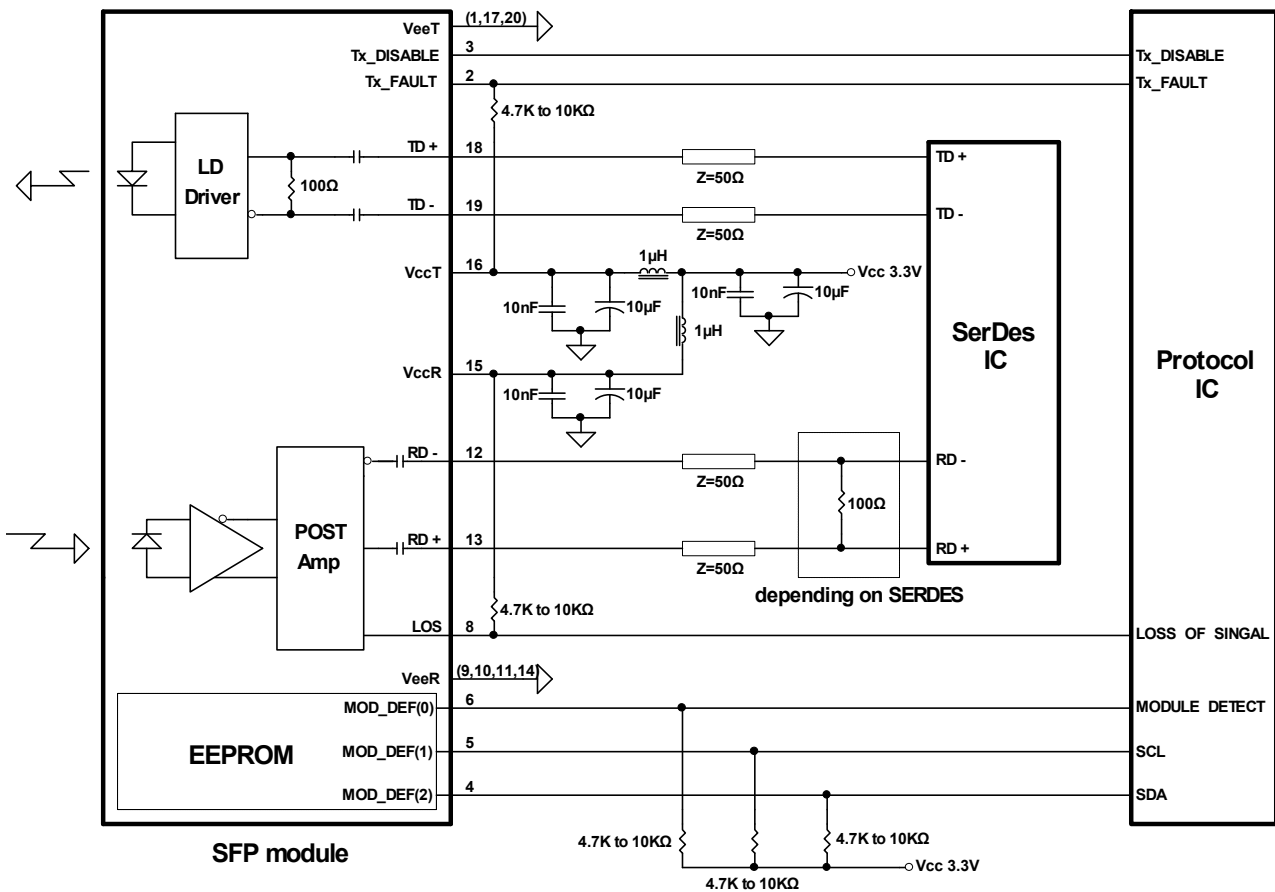 VeeT
(1,17,20)
Tx_DISABLE
3
Tx_DISABLE
Tx_FAULT
2
Tx_FAULT
4.7K to 10KΩ
LD
Driver
100Ω
TD +
18
Z=50Ω
TD +
TD -
19
Z=50Ω
TD -
VccT
16
1µH
Vcc 3.3V
10nF
10µF
10nF
10µF
1µH
SerDes
IC
Protocol
IC
VccR
15
10nF
10µF
RD -
12
Z=50Ω
RD -
100Ω
POST
Amp
RD +
13
Z=50Ω
RD +
depending on SERDES
4.7K to 10KΩ
LOS
8
LOSS OF SINGAL
VeeR
(9,10,11,14)
EEPROM
MOD_DEF(0)
6
MODULE DETECT
MOD_DEF(1)
5
SCL
MOD_DEF(2)
4
SDA
4.7K to 10KΩ
4.7K to 10KΩ
4.7K to 10KΩ
Vcc 3.3V
SFP module